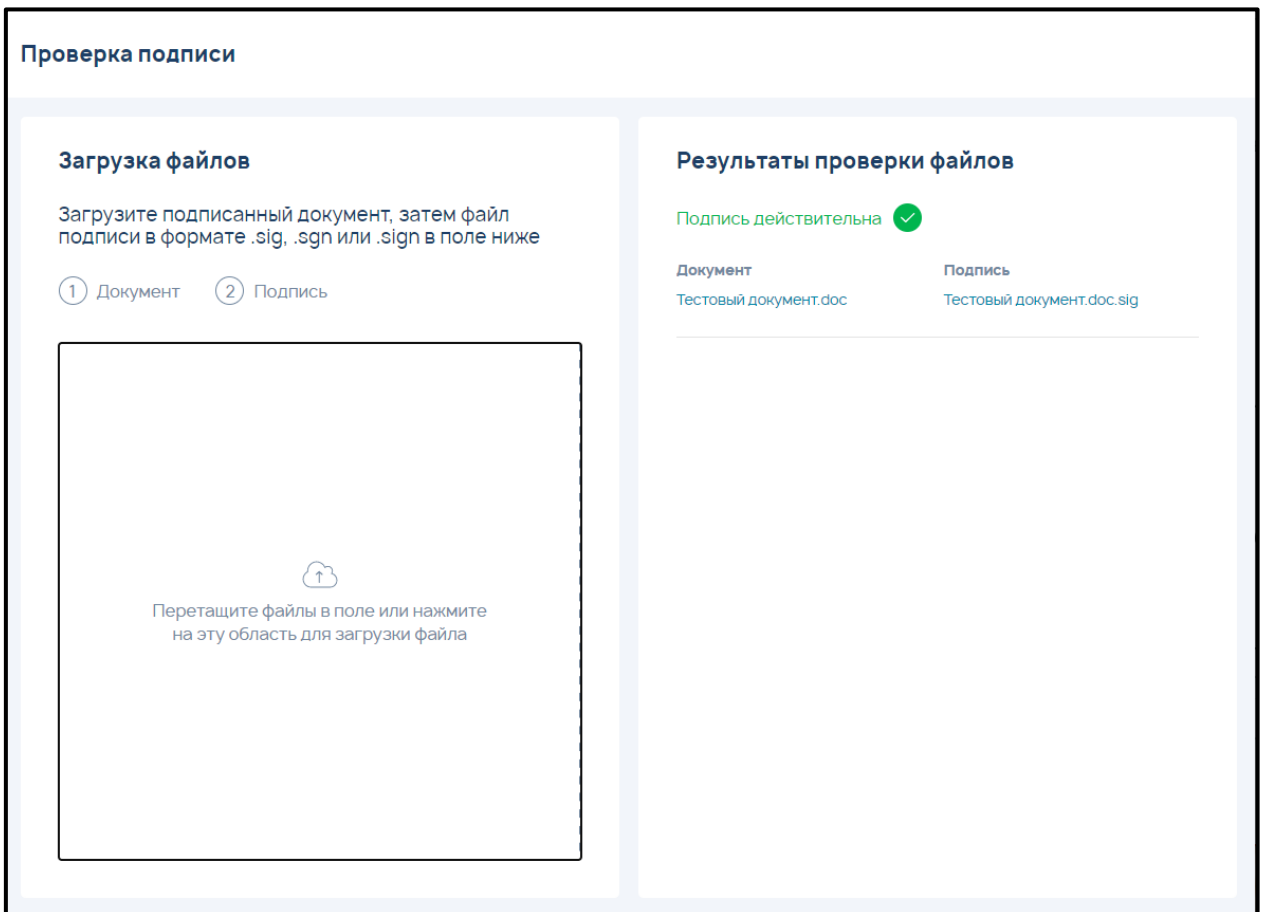 Проверка подписи
Загрузка файлов
Загрузите подписанный документ, затем файл
подписи в формате .sig, .sgn или .sign в поле ниже
1 Документ 2 Подпись
Перетащите файлы в поле или нажмите
на эту область для загрузки файла
Результаты проверки файлов
Подпись действительна
Документ Подпись
Тестовый документ.doc Тестовый документ.doc.sig